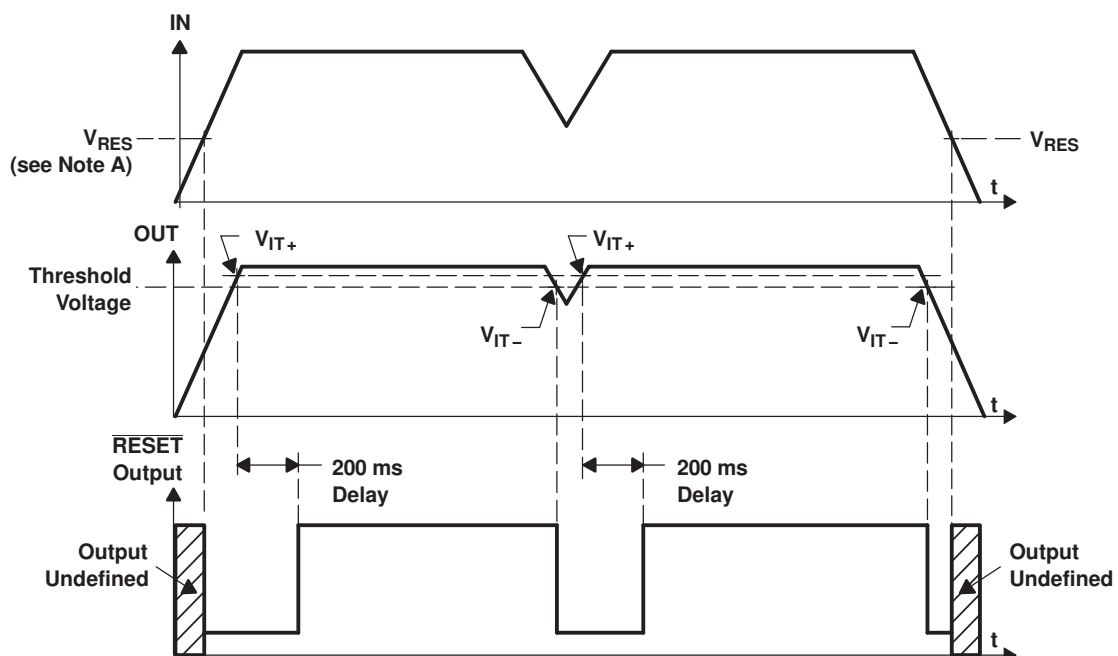 IN
VRES
(see Note A)
VRES
t
OUT
VIT+
VIT+
Threshold
Voltage
VIT−
VIT−
t
RESET
Output
200 ms
Delay
200 ms
Delay
Output
Undefined
Output
Undefined
t